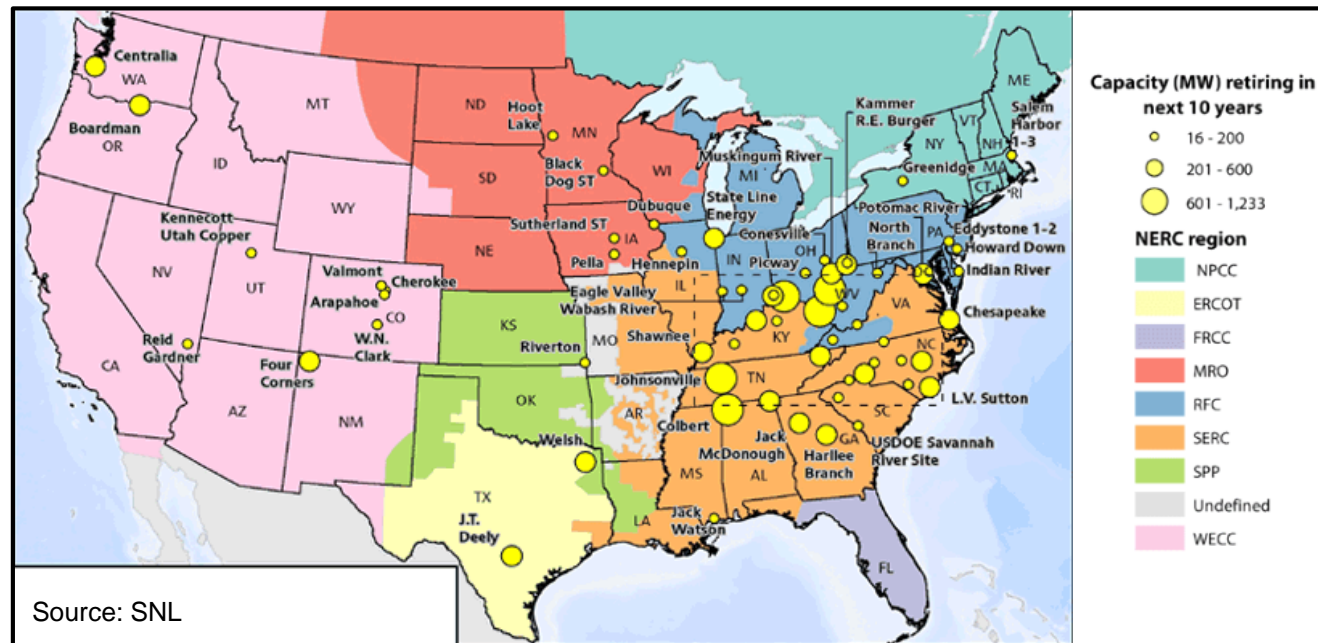 Centralia
WA
MT
ND
MN
Hoot
Lake
Boardman
OR
ID
SD
Black
Dog ST
WI
MI
Muskingum River
Kammer
R.E. Burger
VT
ME
NH
NY
MA
CT
RI
Salem
Harbor
1-3
Greenidge
WY
Dubuque
State Line
Energy
Potomac River
North
Branch
PA
Eddystone 1-2
Howard Down
Kennecott
Utah Copper
NE
Sutherland ST
IA
Conesville
OH
Pella
Hennepin
IN
Picway
Indian River
NV
UT
Valmont
Cherokee
Arapahoe
CO
IL
Eagle Valley
Wabash River
WV
VA
DC
Chesapeake
CA
Reid
Gardner
W.N.
Clark
KS
MO
Riverton
Shawnee
KY
NC
Four
Corners
Johnsonville
TN
AZ
NM
OK
AR
L.V. Sutton
SC
Welsh
Colbert
Jack
McDonough
GA
Harllee
Branch
USDOE Savannah
River Site
MS
AL
TX
J.T.
Deely
LA
Jack
Watson
FL
Source: SNL
Capacity (MW) retiring in
next 10 years
16 - 200
201 - 600
601 - 1,233
NERC region
NPCC
ERCOT
FRCC
MRO
RFC
SERC
SPP
Undefined
WECC